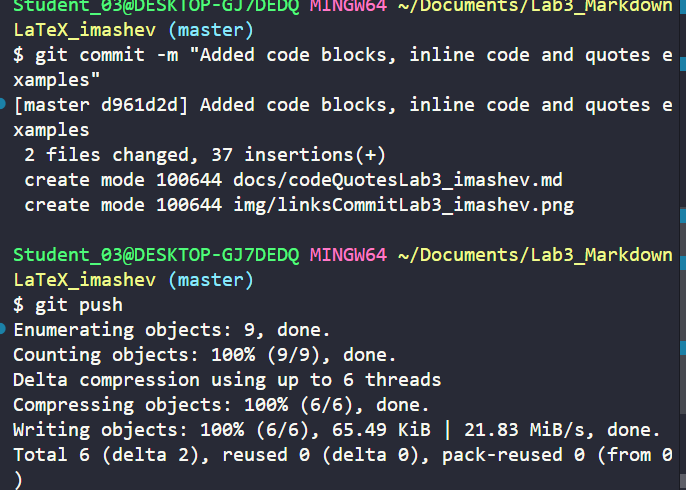 Student_03@DESKTOP-GJ7DEDQ MINGW64 ~/Documents/Lab3_Markdown
LaTeX_imashev (master)
$ git commit -m "Added code blocks, inline code and quotes e
xamples"
[master d961d2d] Added code blocks, inline code and quotes e
xamples
 2 files changed, 37 insertions(+)
 create mode 100644 docs/codeQuotesLab3_imashev.md
 create mode 100644 img/linksCommitLab3_imashev.png

Student_03@DESKTOP-GJ7DEDQ MINGW64 ~/Documents/Lab3_Markdown
LaTeX_imashev (master)
$ git push
Enumerating objects: 9, done.
Counting objects: 100% (9/9), done.
Delta compression using up to 6 threads
Compressing objects: 100% (6/6), done.
Writing objects: 100% (6/6), 65.49 KiB | 21.83 MiB/s, done.
Total 6 (delta 2), reused 0 (delta 0), pack-reused 0 (from 0
)